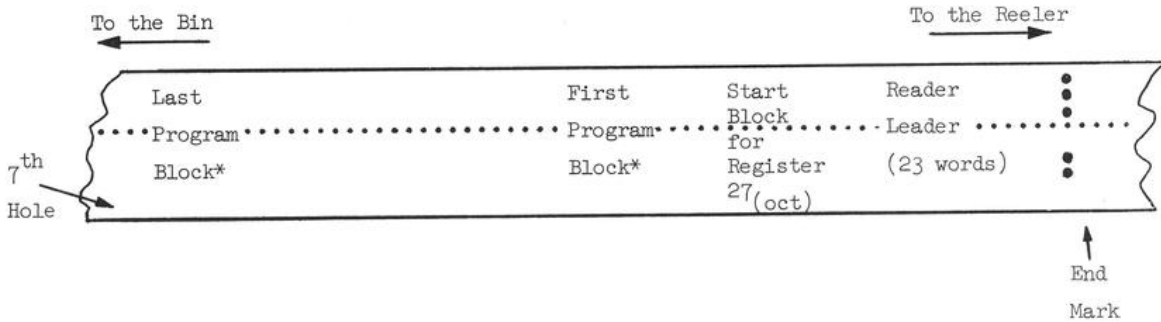 To the Bin
To the Reeler
Last
Program
Block*
First
Program
Block*
Start
Block
for
Register
27(oct)
Reader
Leader
(23 words)
7th
Hole
End
Mark